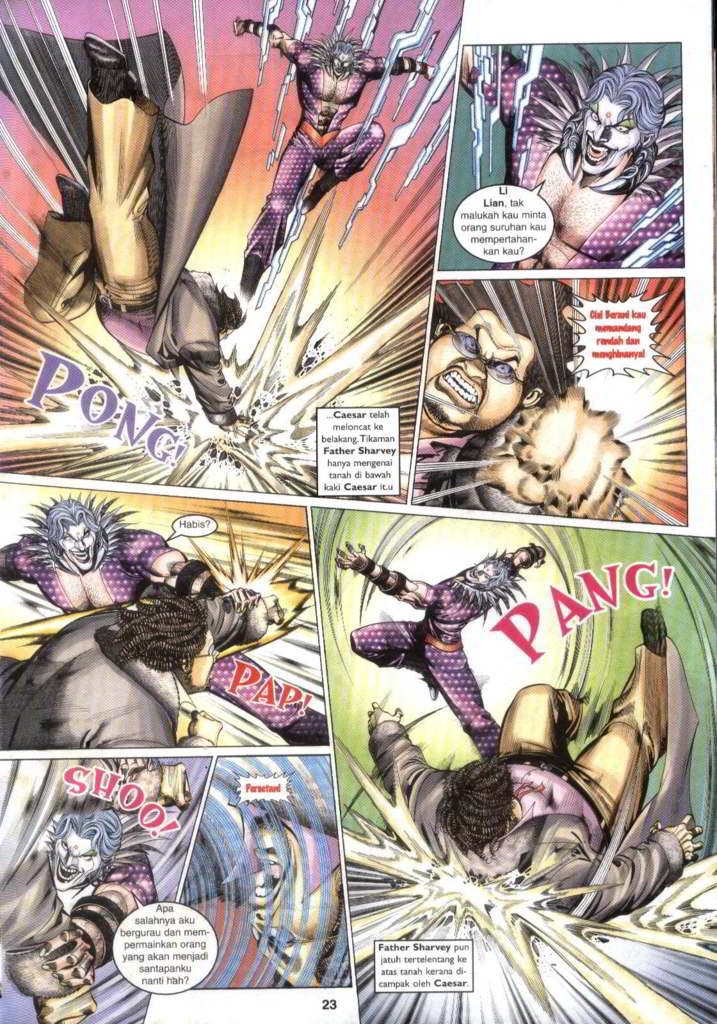 Li
Lian, tak
malukah kau minta
orang suruhan kau
mempertahan-
kan kau?
PONG!
...Caesar telah
meloncat ke
belakang. Tikaman
Father Sharvey
hanya mengenai
tanah di bawah
kaki Caesar it.u
Cis! Berani kau
memandang
rendah dan
menghinanya!
Habis?
PAP!
PANG!
SHOO!
Apa
salahnya aku
bergurau dan mem-
permainkan orang
yang akan menjadi
santapanku
nanti hah?
Persetan!
Father Sharvey pun
jatuh tertelentang ke
atas tanah kerana di-
campak oleh Caesar.
23